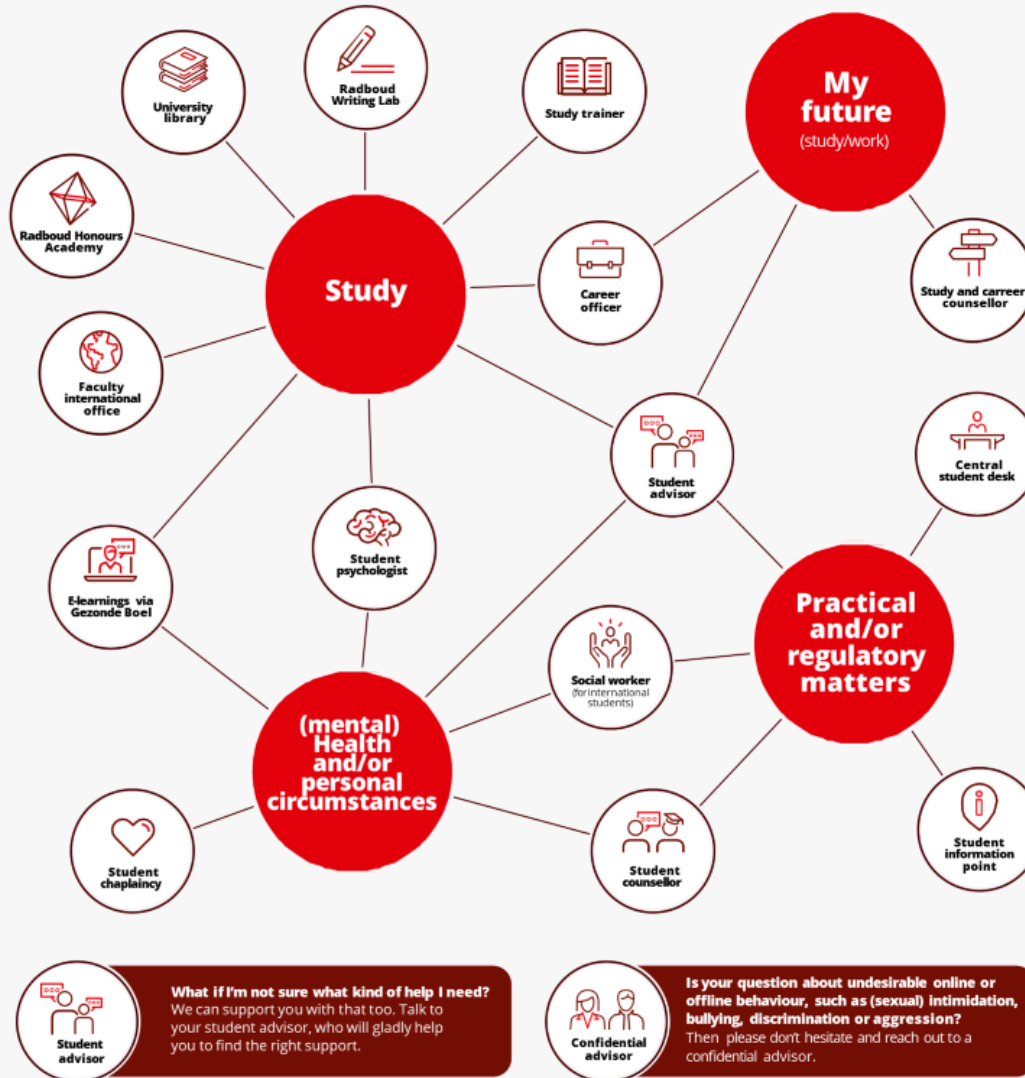 University
library
Radboud
Writing Lab
Study trainer
My
future
(study/work)
Radboud Honours
Academy
Study
Career
officer
Study and carreer
counsellor
Faculty
international
office
Student
advisor
Central
student desk
Student
psychologist
E-learnings via
Gezonde Boel
Practical
and/or
regulatory
matters
Social worker
(for international
students)
(mental)
Health
and/or
personal
circumstances
Student
chaplaincy
Student
counsellor
Student
information
point
Student
advisor
What if I'm not sure what kind of help I need?
We can support you with that too. Talk to
your student advisor, who will gladly help
you to find the right support.
Confidential
advisor
Is your question about undesirable online or
offline behaviour, such as (sexual) intimidation,
bullying, discrimination or aggression?
Then please don't hesitate and reach out to a
confidential advisor.